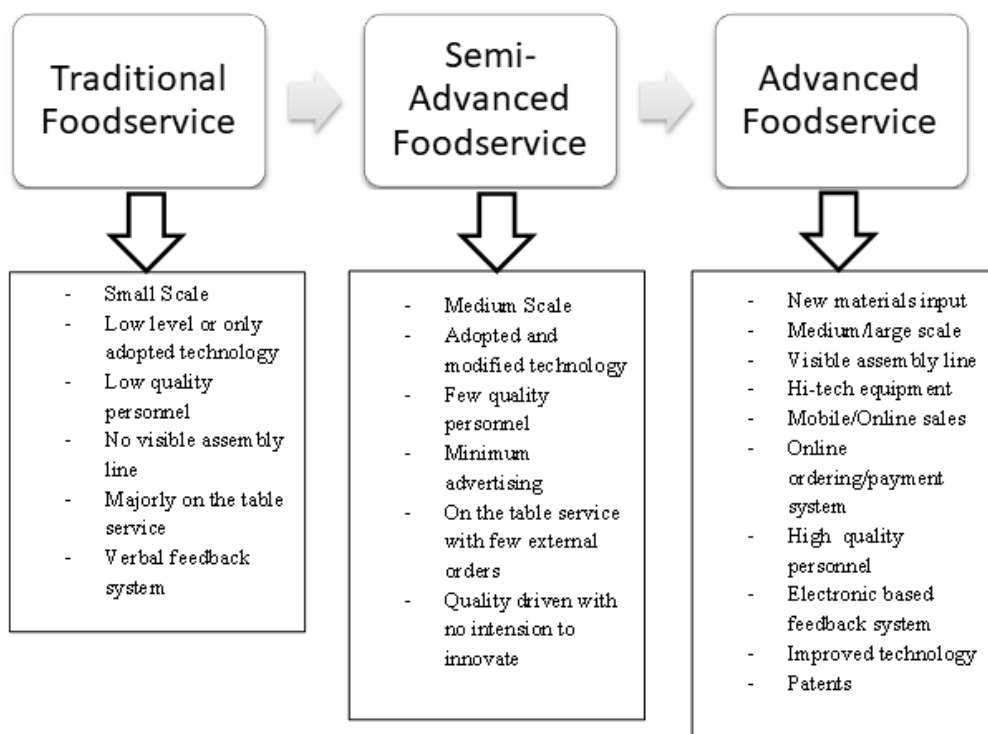 Traditional
Foodservice
Semi-
Advanced
Foodservice
Advanced
Foodservice
- Small Scale
- Low level or only
adopted technology
- Low quality
personnel
- No visible assembly
line
- Majorly on the table
service
- Verbal feedback
system
- Medium Scale
- Adopted and
modified technology
- Few quality
personnel
- Minimum
advertising
- On the table service
with few external
orders
- Quality driven with
no intension to
innovate
- New materials input
- Medium/large scale
- Visible assembly line
- Hi-tech equipment
- Mobile/Online sales
- Online
ordering/payment
system
- High quality
personnel
- Electronic based
feedback system
- Improved technology
- Patents